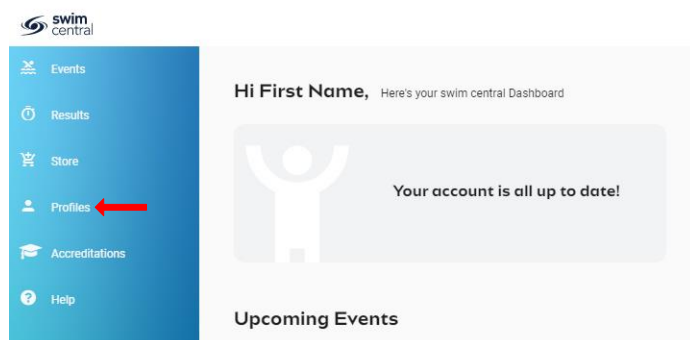 swim
central
Events
Results
Store
Profiles
Accreditations
Help
Hi First Name, Here's your swim central Dashboard
Your account is all up to date!
Upcoming Events